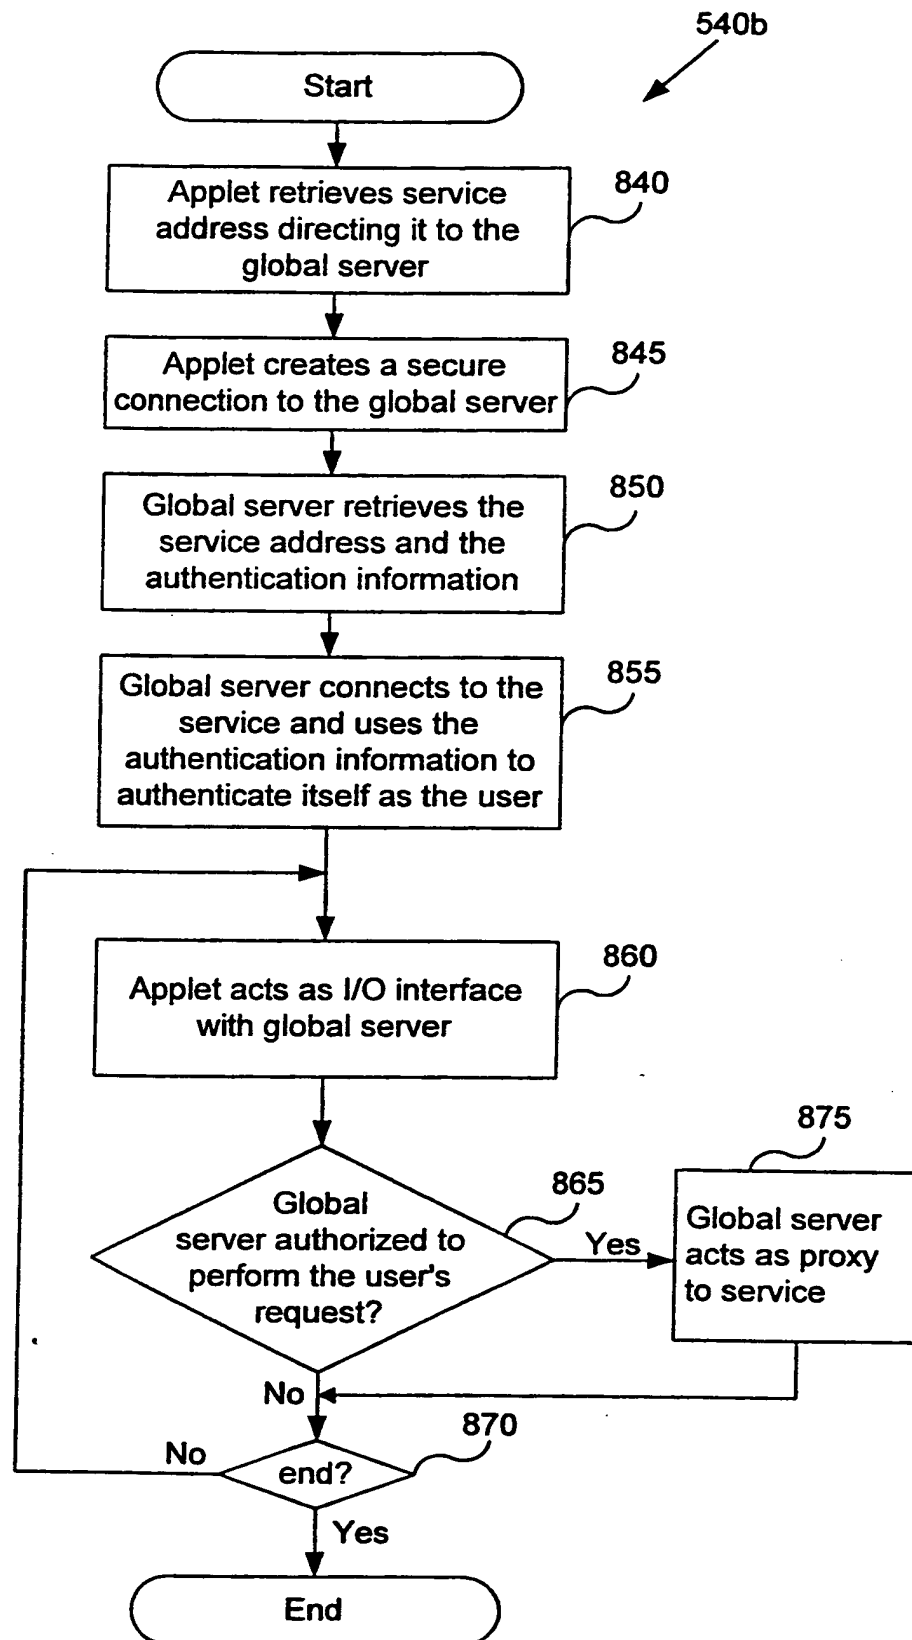 540b
Start
Applet retrieves service
address directing it to the
global server
840
Applet creates a secure
connection to the global server
845
Global server retrieves the
service address and the
authentication information
850
Global server connects to the
service and uses the
authentication information to
authenticate itself as the user
855
Applet acts as I/O interface
with global server
860
Global
server authorized to
perform the user's
request?
865
Yes
875
Global server
acts as proxy
to service
No
870
end?
No
Yes
End